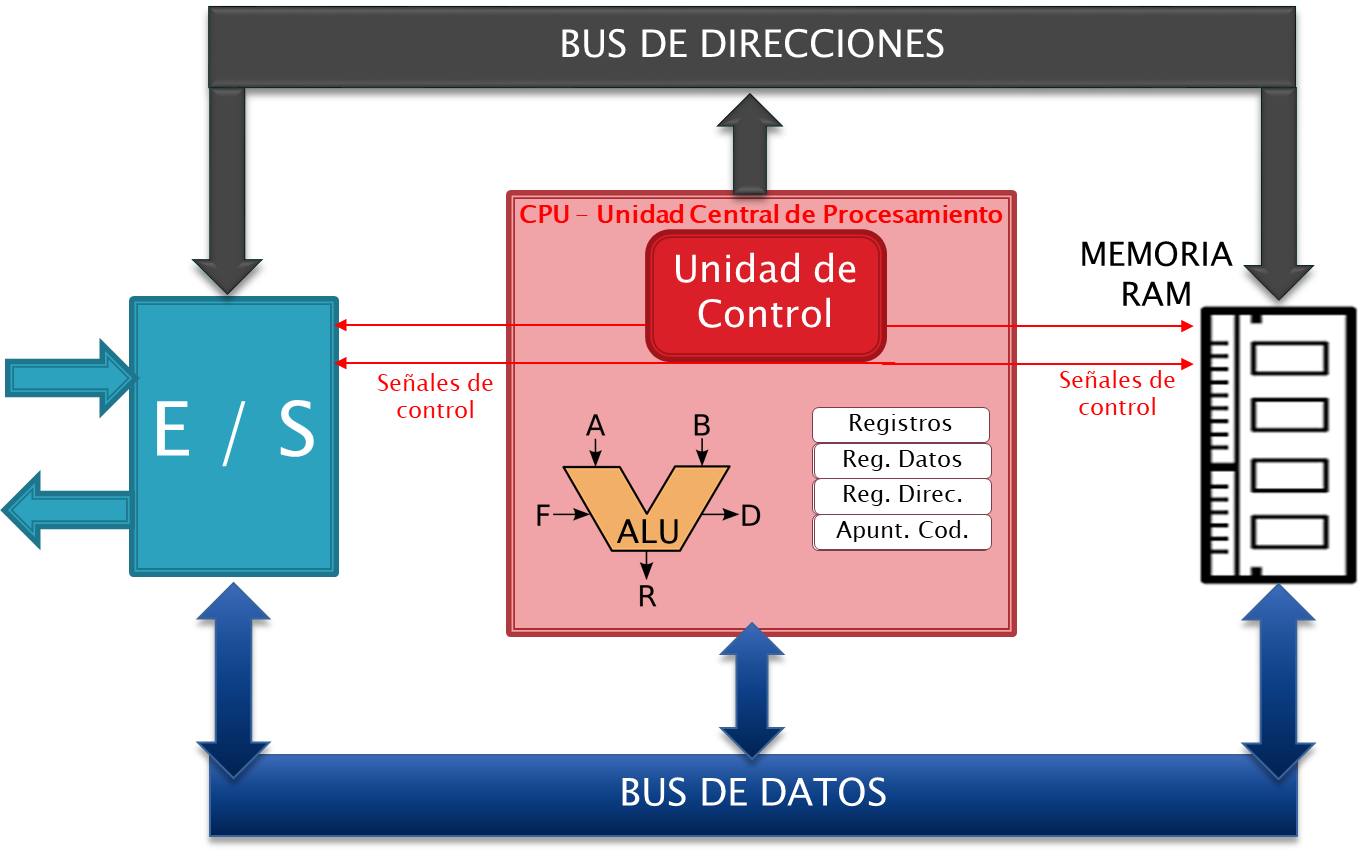 BUS DE DIRECCIONES
CPU – Unidad Central de Procesamiento
Unidad de
Control
MEMORIA
RAM
E / S
Señales de
control
Señales de
control
A
B
F
ALU
D
R
Registros
Reg. Datos
Reg. Direc.
Apunt. Cod.
BUS DE DATOS